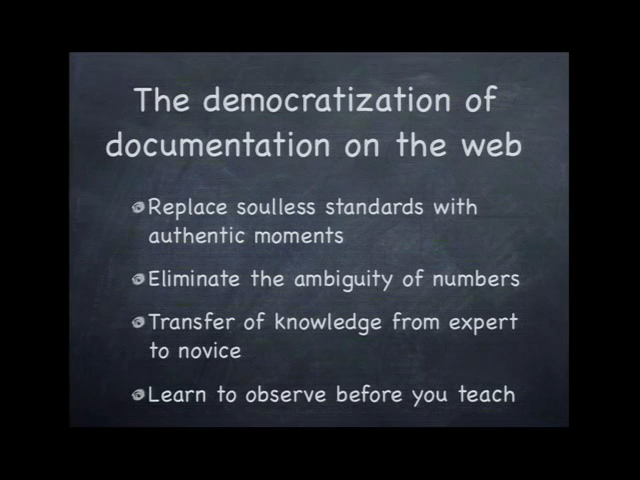 The democratization of
documentation on the web
Replace soulless standards with
authentic moments
Eliminate the ambiguity of numbers
Transfer of knowledge from expert
to novice
Learn to observe before you teach